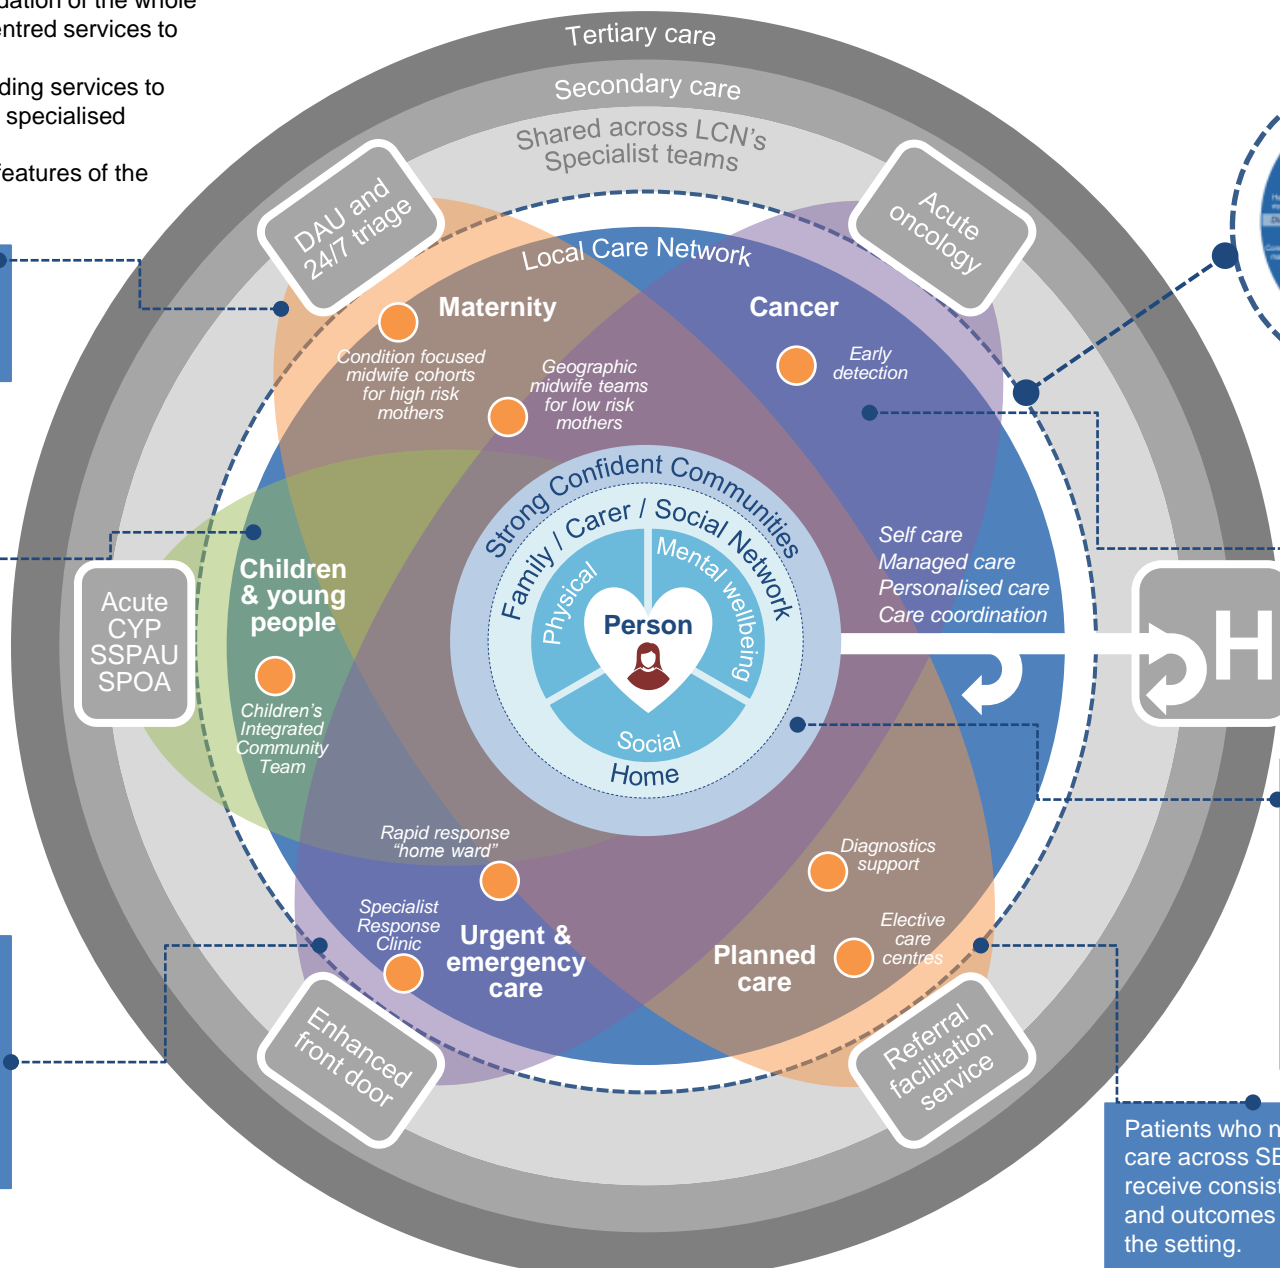 dation of the whole
entred services to
ding services to
specialised
features of the
Tertiary care
Secondary care
Shared across LCN's
Specialist teams
DAU and
24/7 triage
Acute
oncology
Local Care Network
Maternity
Cancer
Condition focused
midwife cohorts
for high risk
mothers
Geographic
midwife teams
for low risk
mothers
Early
detection
Strong Confident Communities
Family / Carer / Social Network
Physical
Mental wellbeing
Person
Social
Home
Self care
Managed care
Personalised care
Care coordination
Children
& young
people
Acute
CYP
SSPAU
SPOA
H
Children's
Integrated
Community
Team
Rapid response
“home ward”
Diagnostics
support
Specialist
Response
Clinic
Urgent &
emergency
care
Planned
care
Elective
care
centres
Enhanced
front door
Referral
facilitation
service
Patients who n
care across SE
receive consist
and outcomes
the setting.